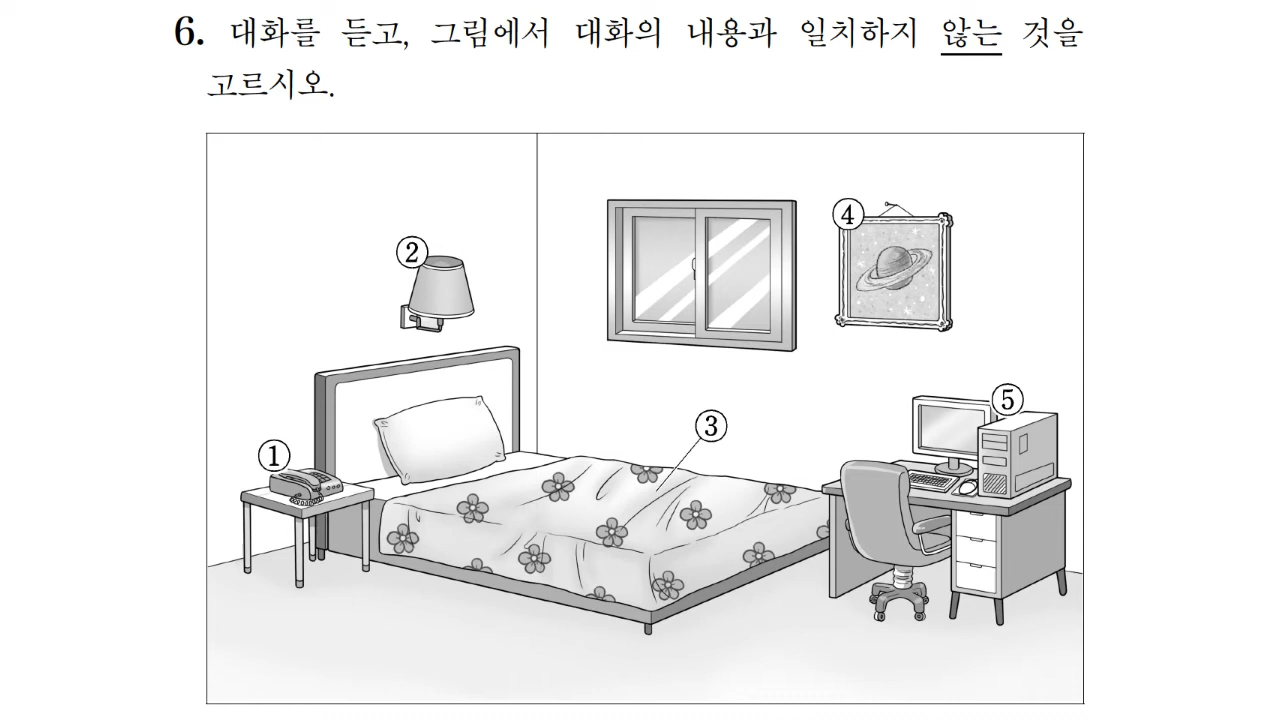 6. 대화를 듣고, 그림에서 대화의 내용과 일치하지 않는 것을
고르시오.
②
④
③
⑤
①